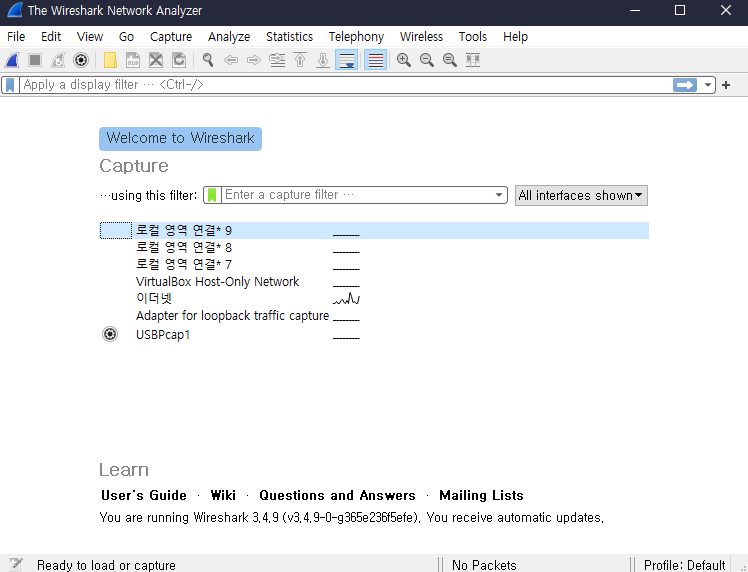 The Wireshark Network Analyzer
File Edit View Go Capture Analyze Statistics Telephony Wireless Tools Help
Apply a display filter ⋯ <Ctrl-/>
Welcome to Wireshark
Capture
⋯using this filter: Enter a capture filter ⋯ All interfaces shown
로컬 영역 연결* 9
로컬 영역 연결* 8
로컬 영역 연결* 7
VirtualBox Host-Only Network
이더넷
Adapter for loopback traffic capture
USBPcap1
Learn
User's Guide · Wiki · Questions and Answers · Mailing Lists
You are running Wireshark 3.4.9 (v3.4.9-0-g365e236f5efe). You receive automatic updates.
Ready to load or capture No Packets Profile: Default